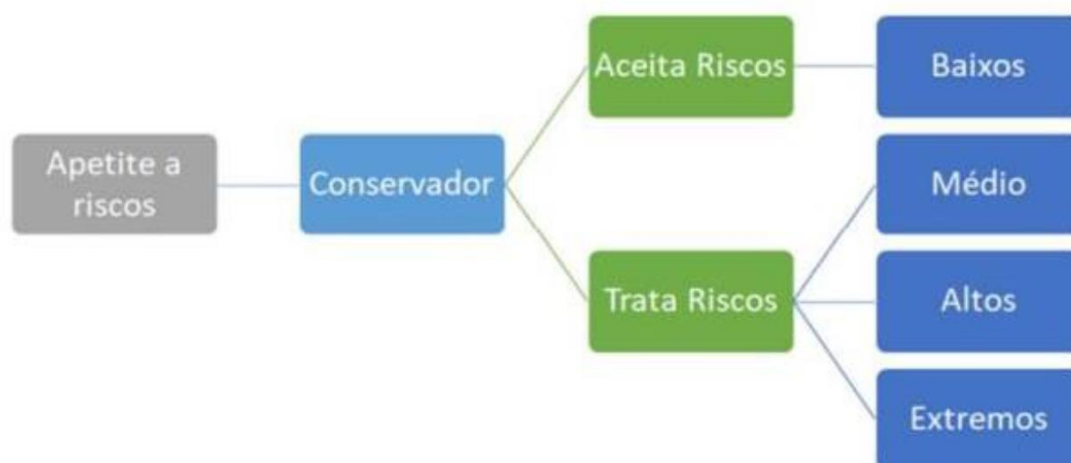 Apetite a
riscos
Conservador
Aceita Riscos
Baixos
Trata Riscos
Médio
Altos
Extremos